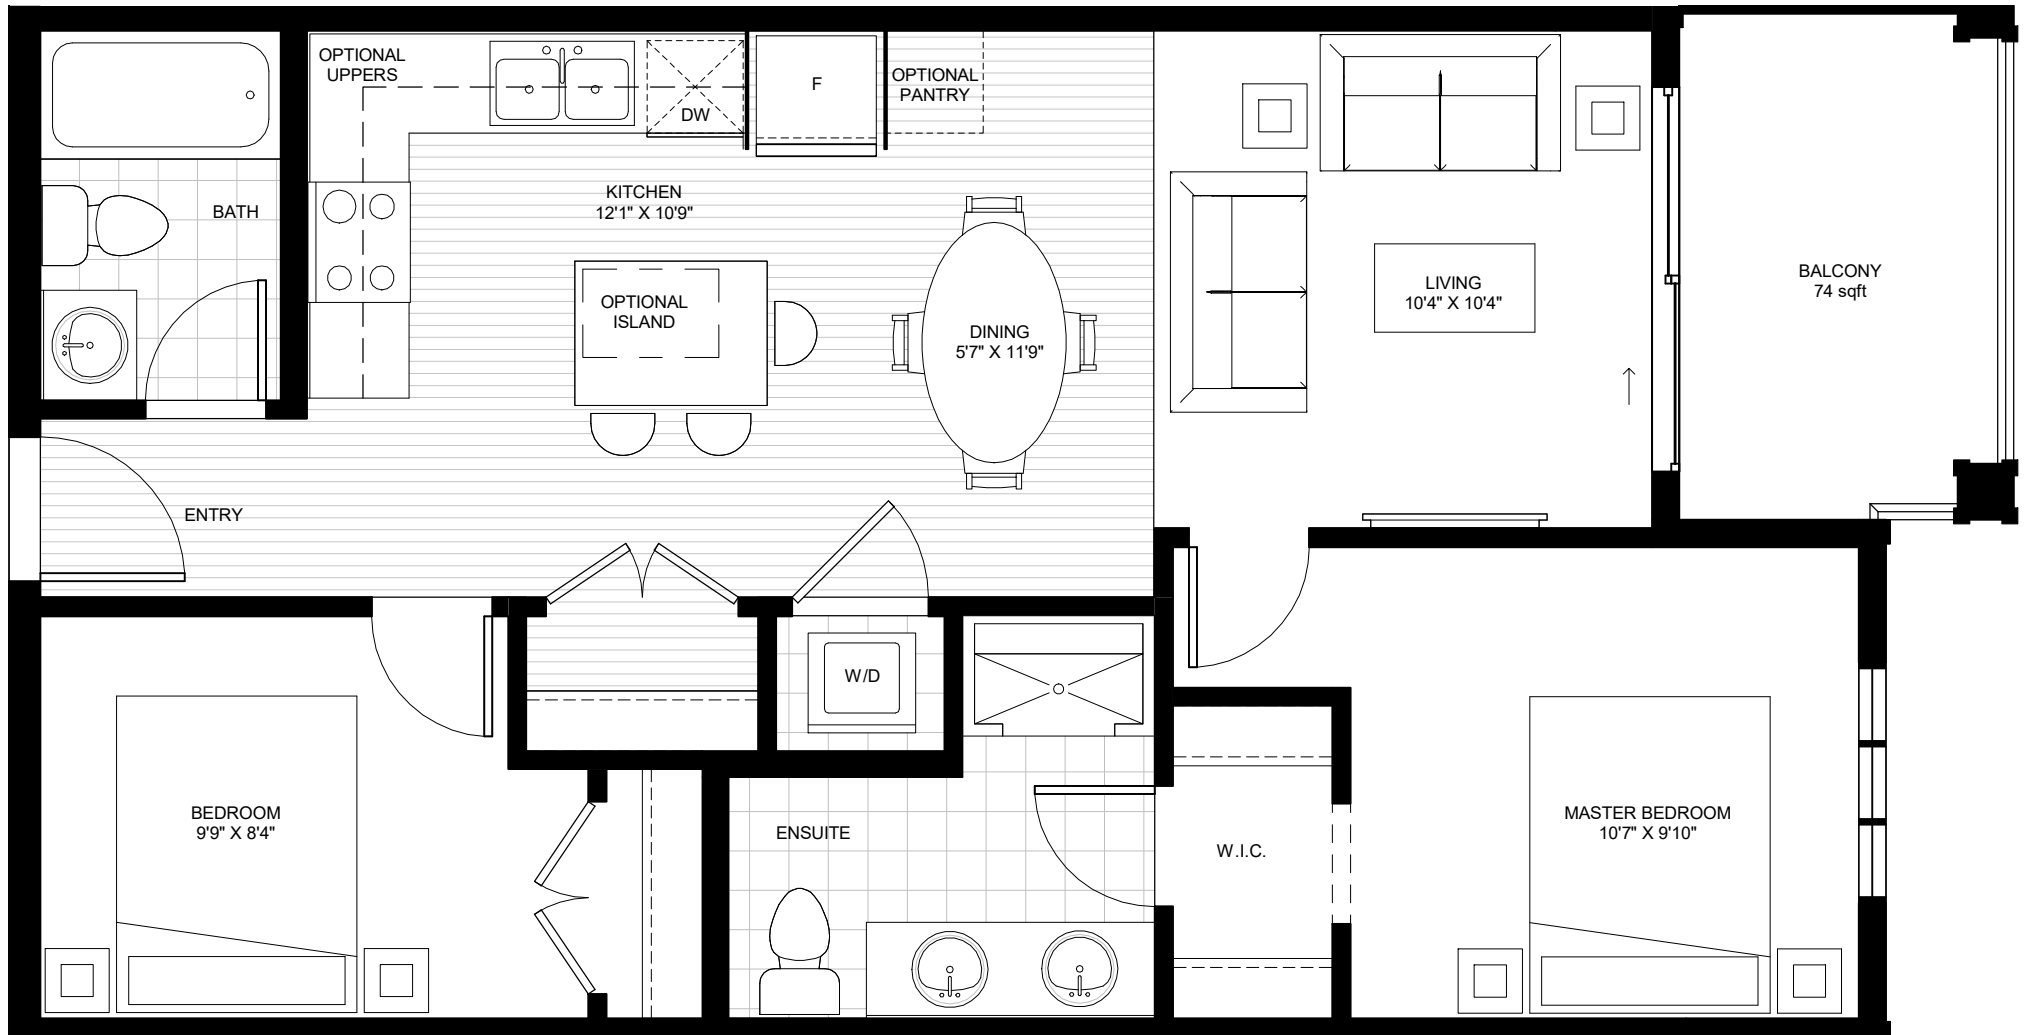 OPTIONAL
UPPERS
DW
F
OPTIONAL
PANTRY
BATH
KITCHEN
12'1" X 10'9"
OPTIONAL
ISLAND
DINING
5'7" X 11'9"
LIVING
10'4" X 10'4"
BALCONY
74 sqft
ENTRY
W/D
BEDROOM
9'9" X 8'4"
ENSUITE
W.I.C.
MASTER BEDROOM
10'7" X 9'10"